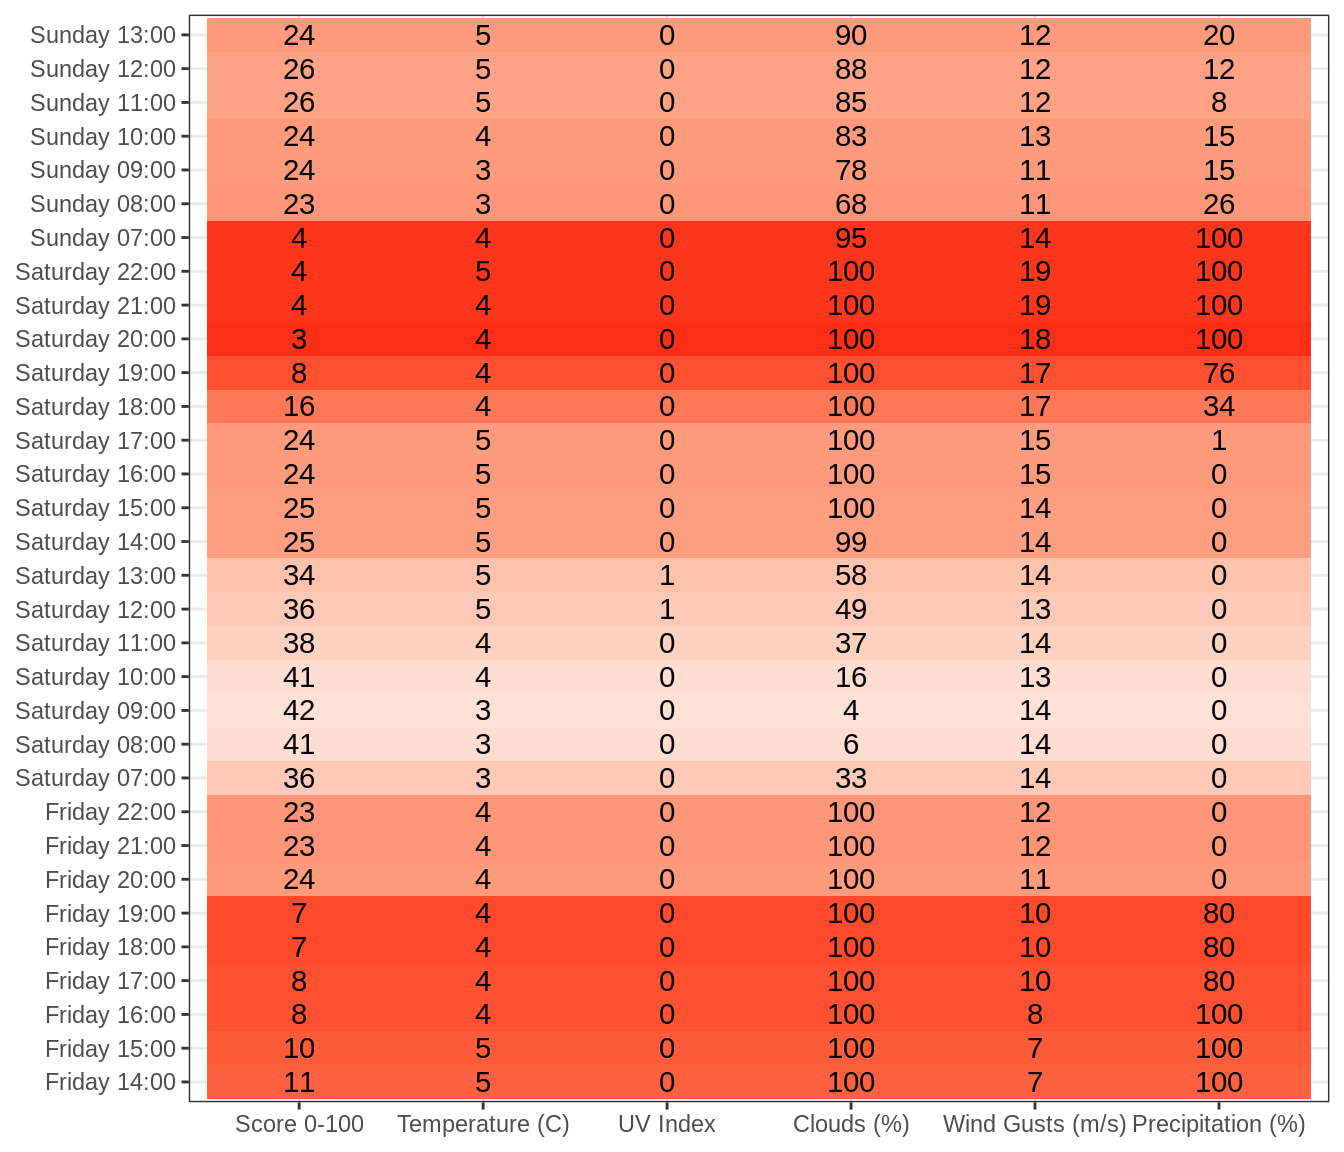 Sunday 13:00 24 5 0 90 12 20
Sunday 12:00 26 5 0 88 12 12
Sunday 11:00 26 5 0 85 12 8
Sunday 10:00 24 4 0 83 13 15
Sunday 09:00 24 3 0 78 11 15
Sunday 08:00 23 3 0 68 11 26
Sunday 07:00 4 4 0 95 14 100
Saturday 22:00 4 5 0 100 19 100
Saturday 21:00 4 4 0 100 19 100
Saturday 20:00 3 4 0 100 18 100
Saturday 19:00 8 4 0 100 17 76
Saturday 18:00 16 4 0 100 17 34
Saturday 17:00 24 5 0 100 15 1
Saturday 16:00 24 5 0 100 15 0
Saturday 15:00 25 5 0 100 14 0
Saturday 14:00 25 5 0 99 14 0
Saturday 13:00 34 5 1 58 14 0
Saturday 12:00 36 5 1 49 13 0
Saturday 11:00 38 4 0 37 14 0
Saturday 10:00 41 4 0 16 13 0
Saturday 09:00 42 3 0 4 14 0
Saturday 08:00 41 3 0 6 14 0
Saturday 07:00 36 3 0 33 14 0
Friday 22:00 23 4 0 100 12 0
Friday 21:00 23 4 0 100 12 0
Friday 20:00 24 4 0 100 11 0
Friday 19:00 7 4 0 100 10 80
Friday 18:00 7 4 0 100 10 80
Friday 17:00 8 4 0 100 10 80
Friday 16:00 8 4 0 100 8 100
Friday 15:00 10 5 0 100 7 100
Friday 14:00 11 5 0 100 7 100
Score 0-100 Temperature (C) UV Index Clouds (%) Wind Gusts (m/s) Precipitation (%)